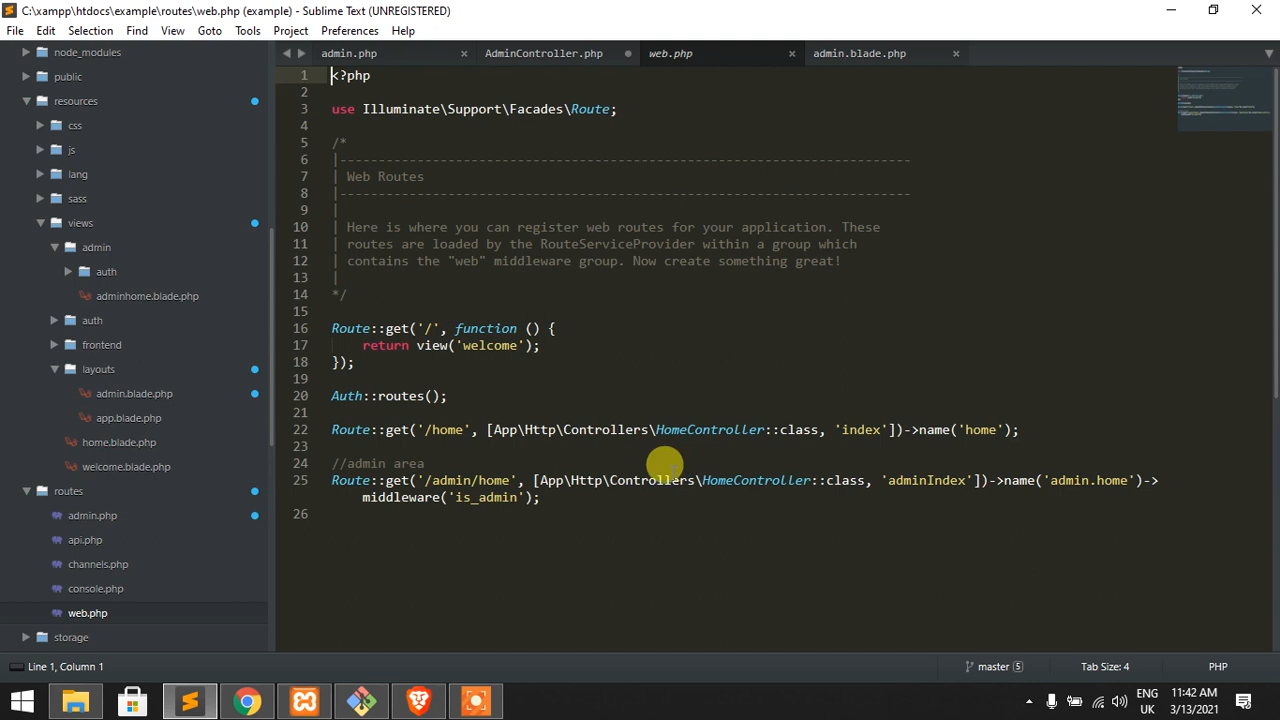 C:\xampp\htdocs\example\routes\web.php (example) - Sublime Text (UNREGISTERED)
File Edit Selection Find View Goto Tools Project Preferences Help
node_modules
public
resources
css
js
lang
sass
views
admin
auth
adminhome.blade.php
auth
frontend
layouts
admin.blade.php
app.blade.php
home.blade.php
welcome.blade.php
routes
admin.php
api.php
channels.php
console.php
web.php
storage
admin.php AdminController.php web.php admin.blade.php
1 <?php
2
3 use Illuminate\Support\Facades\Route;
4
5 /*
6 |--------------------------------------------------------------------------
7 | Web Routes
8 |--------------------------------------------------------------------------
9 |
10 | Here is where you can register web routes for your application. These
11 | routes are loaded by the RouteServiceProvider within a group which
12 | contains the "web" middleware group. Now create something great!
13 |
14 */
15
16 Route::get('/', function () {
17 return view('welcome');
18 });
19
20 Auth::routes();
21
22 Route::get('/home', [App\Http\Controllers\HomeController::class, 'index'])->name('home');
23
24 //admin area
25 Route::get('/admin/home', [App\Http\Controllers\HomeController::class, 'adminIndex'])->name('admin.home')->
middleware('is_admin');
26
Line 1, Column 1 master 5 Tab Size: 4 PHP
ENG
UK
11:42 AM
3/13/2021